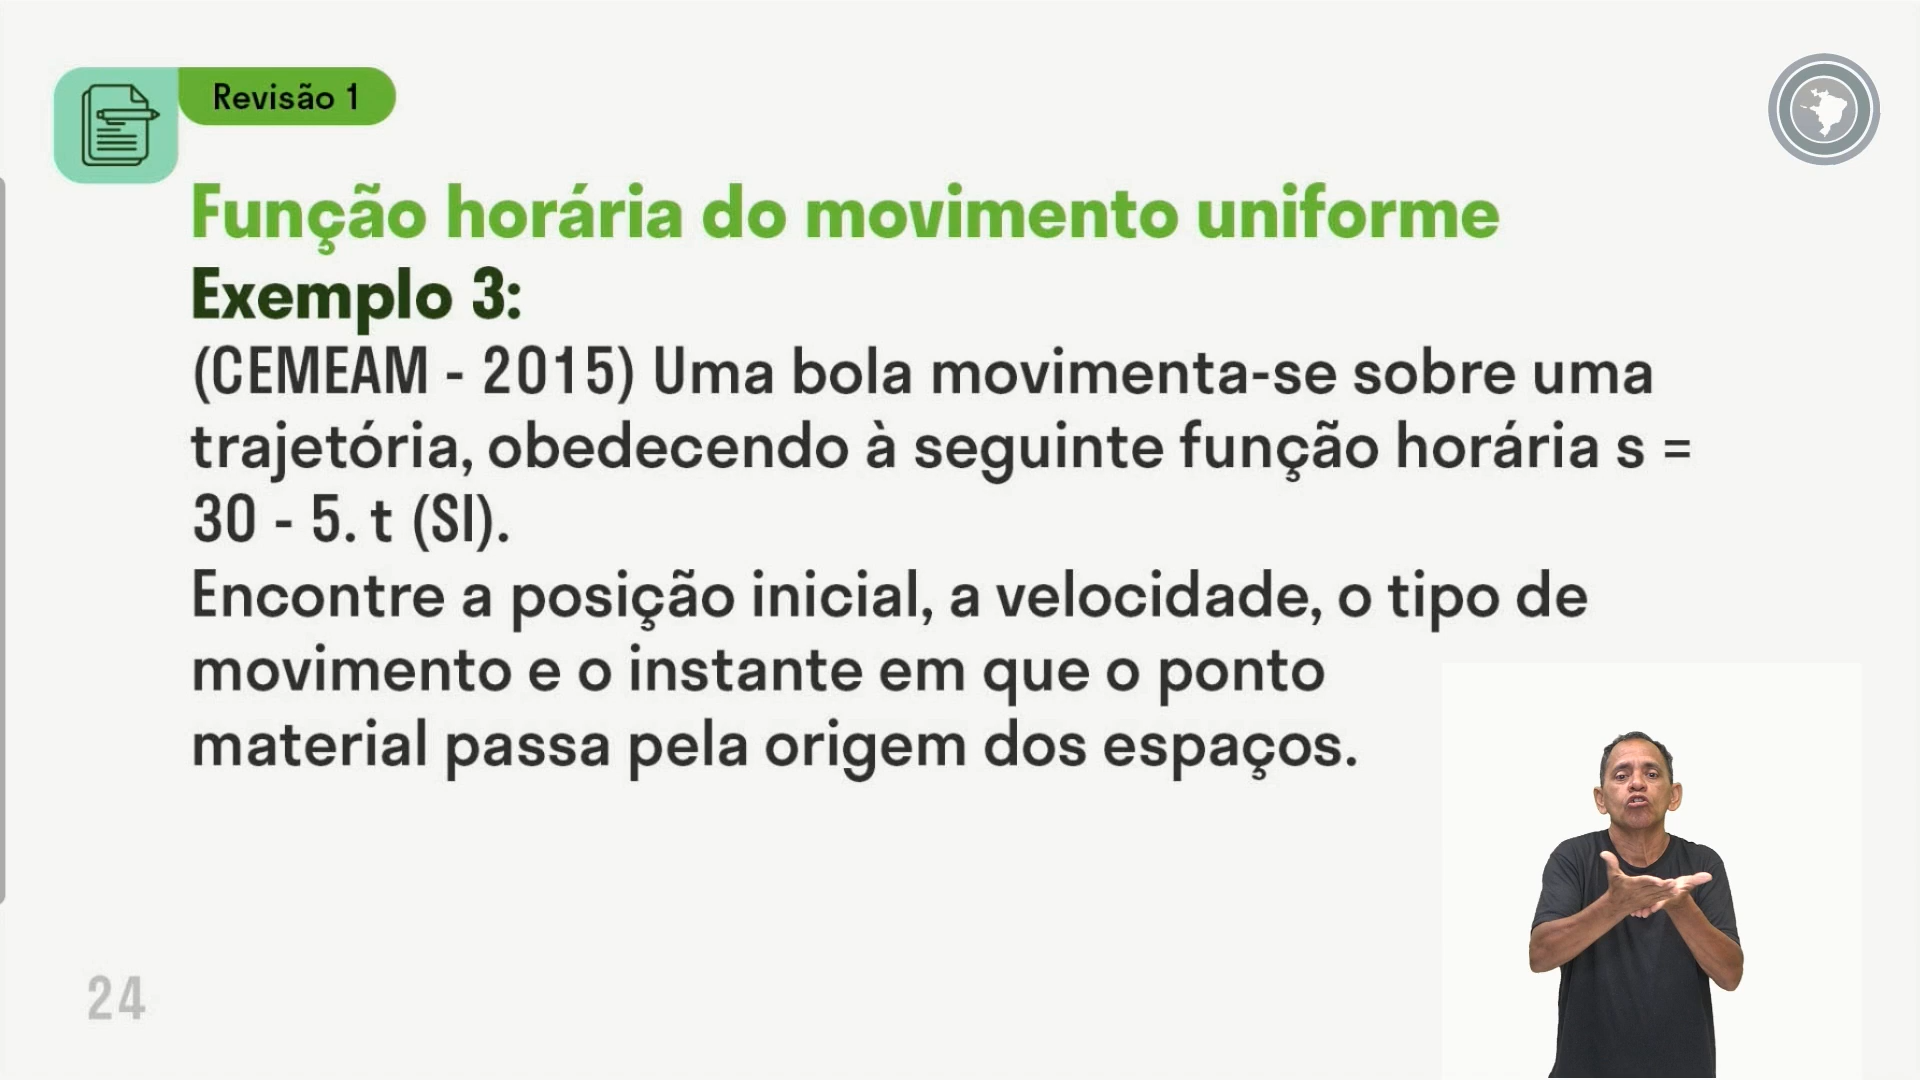 Revisão 1
Função horária do movimento uniforme
Exemplo 3:
(CEMEAM - 2015) Uma bola movimenta-se sobre uma
trajetória, obedecendo à seguinte função horária s =
30 - 5. t (SI).
Encontre a posição inicial, a velocidade, o tipo de
movimento e o instante em que o ponto
material passa pela origem dos espaços.
24